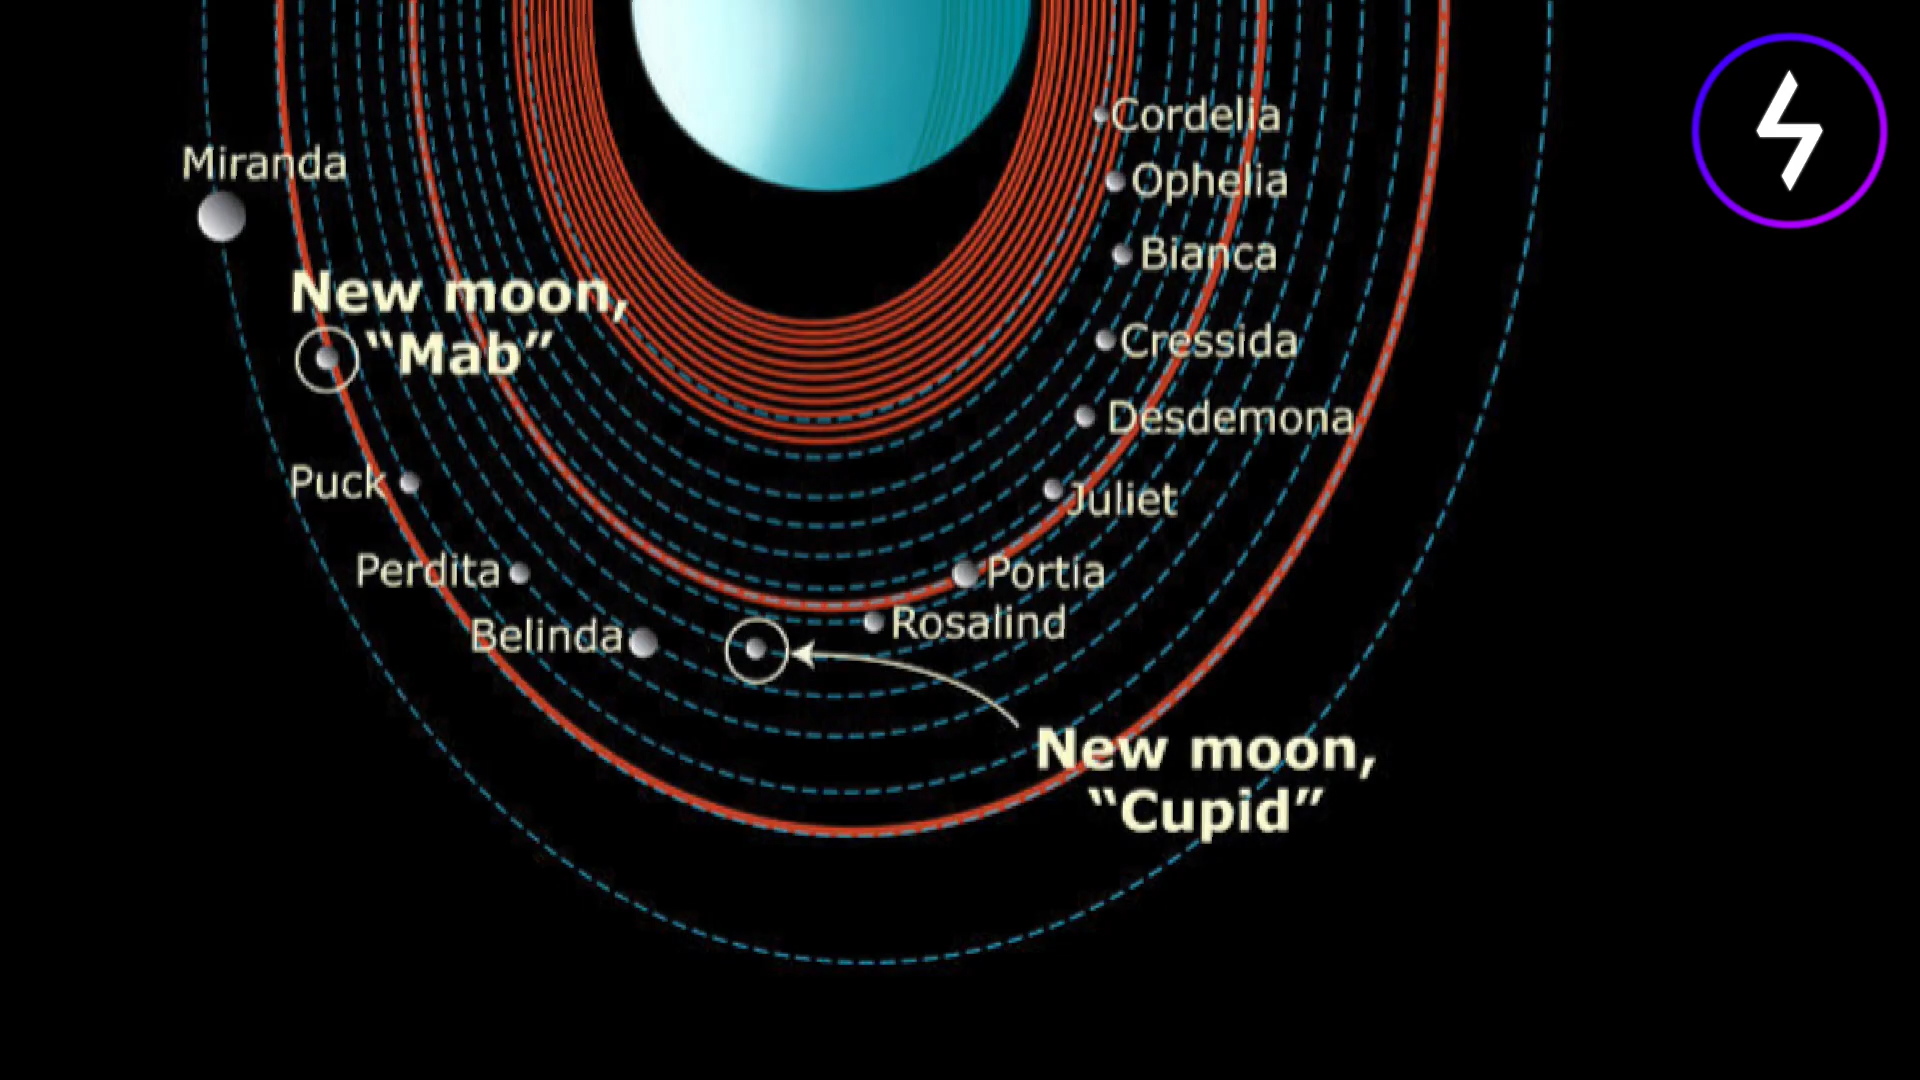 Cordelia
Miranda
Ophelia
Bianca
New moon,
“Mab”
Cressida
Desdemona
Puck
Juliet
Perdita
Portia
Rosalind
Belinda
New moon,
“Cupid”